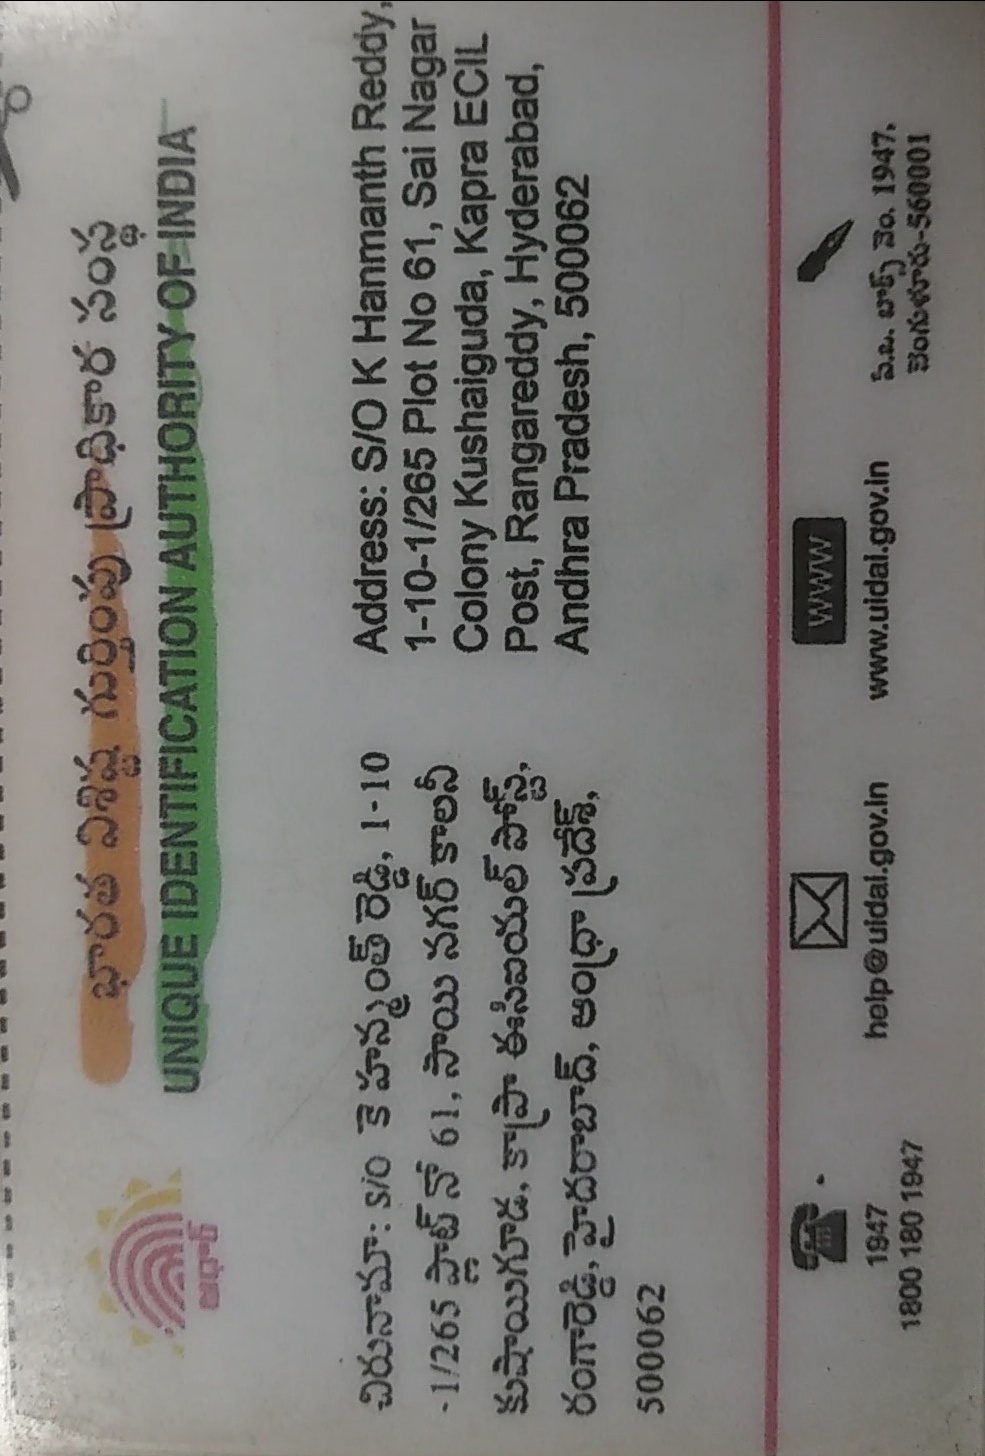 భారత విశిష్ట గుర్తింపు ప్రాధికార సంస్థ
UNIQUE IDENTIFICATION AUTHORITY OF INDIA
ఆధార్
చిరునామా: S/O కె హన్మంత్ రెడ్డి, 1-10
-1/265 ప్లాట్ నో 61, సాయి నగర్ కాలనీ
కుషాయిగూడ, కాప్రా ఈసిఐయల్ పోస్ట్,
రంగారెడ్డి, హైదరాబాద్, ఆంధ్రా ప్రదేశ్,
500062
Address: S/O K Hanmanth Reddy,
1-10-1/265 Plot No 61, Sai Nagar
Colony Kushaiguda, Kapra ECIL
Post, Rangareddy, Hyderabad,
Andhra Pradesh, 500062
1947
1800 180 1947
help@uidai.gov.in
WWW
www.uidai.gov.in
పి.బి. బాక్స్ నెం. 1947,
బెంగుళూరు-560001